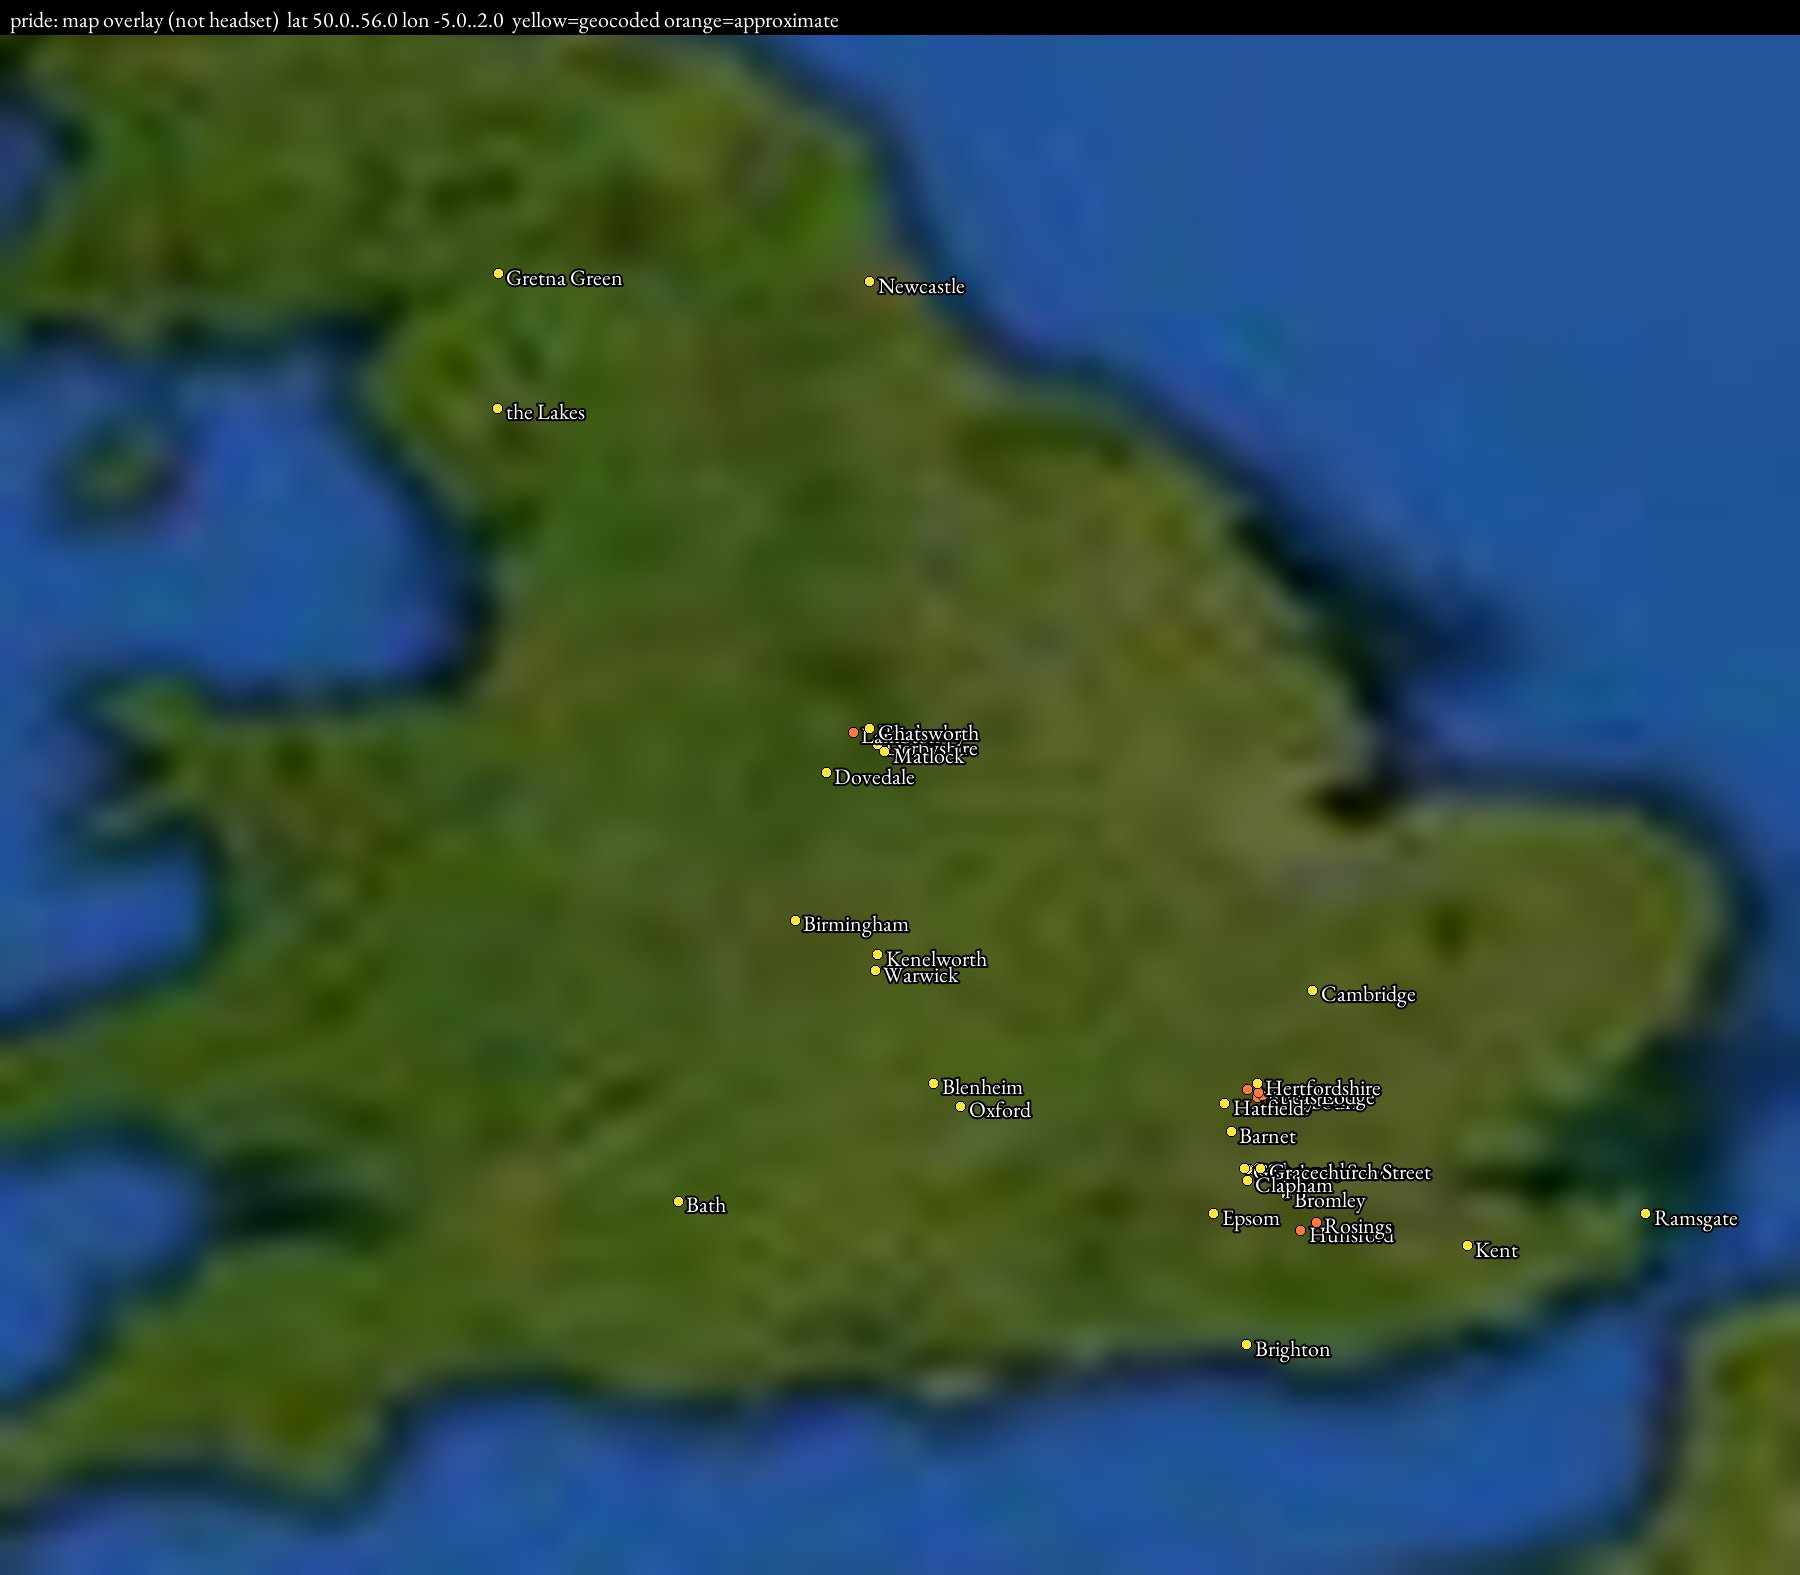 pride: map overlay (not headset) lat 50.0..56.0 lon -5.0..2.0 yellow=geocoded orange=approximate
Gretna Green
Newcastle
the Lakes
Chatsworth
Matlock
Dovedale
Birmingham
Kenelworth
Warwick
Cambridge
Blenheim
Hertfordshire
Oxford
Hatfield
Barnet
Gracechurch Street
Clapham
Bromley
Bath
Epsom
Rosings
Ramsgate
Kent
Brighton